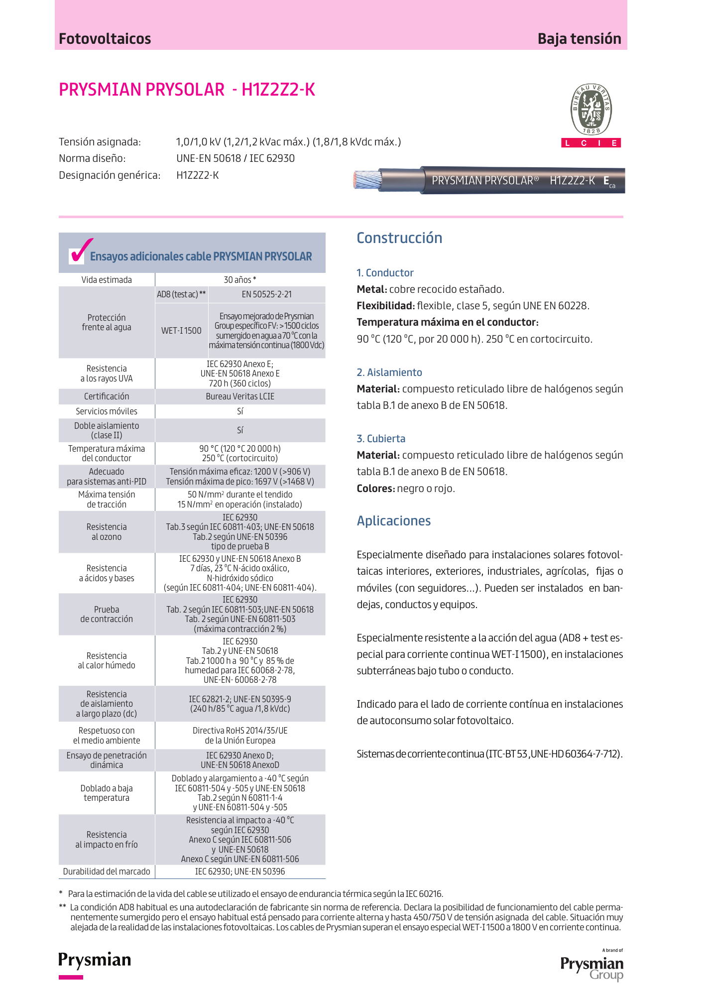 Fotovoltaicos
Baja tensión
PRYSMIAN PRYSOLAR - H1Z2Z2-K
BUREAU VERITAS
1828
L C I E
Tensión asignada: 1,0/1,0 kV (1,2/1,2 kVac máx.) (1,8/1,8 kVdc máx.)
Norma diseño: UNE-EN 50618 / IEC 62930
Designación genérica: H1Z2Z2-K
PRYSMIAN PRYSOLAR® H1Z2Z2-K Eca
Ensayos adicionales cable PRYSMIAN PRYSOLAR
Vida estimada
30 años *
Protección
frente al agua
AD8 (test ac) **
EN 50525-2-21
WET-I 1500
Ensayo mejorado de Prysmian
Group específico FV: > 1500 ciclos
sumergido en agua a 70 ºC con la
máxima tensión continua (1800 Vdc)
Resistencia
a los rayos UVA
IEC 62930 Anexo E;
UNE-EN 50618 Anexo E
720 h (360 ciclos)
Certificación
Bureau Veritas LCIE
Servicios móviles
Sí
Doble aislamiento
(clase II)
Sí
Temperatura máxima
del conductor
90 °C (120 °C 20 000 h)
250 ºC (cortocircuito)
Adecuado
para sistemas anti-PID
Tensión máxima eficaz: 1200 V (>906 V)
Tensión máxima de pico: 1697 V (>1468 V)
Máxima tensión
de tracción
50 N/mm² durante el tendido
15 N/mm² en operación (instalado)
Resistencia
al ozono
IEC 62930
Tab.3 según IEC 60811-403; UNE-EN 50618
Tab.2 según UNE-EN 50396
tipo de prueba B
Resistencia
a ácidos y bases
IEC 62930 y UNE-EN 50618 Anexo B
7 días, 23 ºC N-ácido oxálico,
N-hidróxido sódico
(según IEC 60811-404; UNE-EN 60811-404).
Prueba
de contracción
IEC 62930
Tab. 2 según IEC 60811-503;UNE-EN 50618
Tab. 2 según UNE-EN 60811-503
(máxima contracción 2 %)
Resistencia
al calor húmedo
IEC 62930
Tab.2 y UNE-EN 50618
Tab.2 1000 h a 90 ºC y 85 % de
humedad para IEC 60068-2-78,
UNE-EN- 60068-2-78
Resistencia
de aislamiento
a largo plazo (dc)
IEC 62821-2; UNE-EN 50395-9
(240 h/85 ºC agua /1,8 kVdc)
Respetuoso con
el medio ambiente
Directiva RoHS 2014/35/UE
de la Unión Europea
Ensayo de penetración
dinámica
IEC 62930 Anexo D;
UNE-EN 50618 AnexoD
Doblado a baja
temperatura
Doblado y alargamiento a -40 ºC según
IEC 60811-504 y -505 y UNE-EN 50618
Tab.2 según N 60811-1-4
y UNE-EN 60811-504 y -505
Resistencia
al impacto en frío
Resistencia al impacto a -40 ºC
según IEC 62930
Anexo C según IEC 60811-506
y UNE-EN 50618
Anexo C según UNE-EN 60811-506
Durabilidad del marcado
IEC 62930; UNE-EN 50396
Construcción
1. Conductor
Metal: cobre recocido estañado.
Flexibilidad: flexible, clase 5, según UNE EN 60228.
Temperatura máxima en el conductor:
90 ºC (120 ºC, por 20 000 h). 250 ºC en cortocircuito.
2. Aislamiento
Material: compuesto reticulado libre de halógenos según
tabla B.1 de anexo B de EN 50618.
3. Cubierta
Material: compuesto reticulado libre de halógenos según
tabla B.1 de anexo B de EN 50618.
Colores: negro o rojo.
Aplicaciones
Especialmente diseñado para instalaciones solares fotovol-
taicas interiores, exteriores, industriales, agrícolas, fijas o
móviles (con seguidores...). Pueden ser instalados en ban-
dejas, conductos y equipos.
Especialmente resistente a la acción del agua (AD8 + test es-
pecial para corriente continua WET-I 1500), en instalaciones
subterráneas bajo tubo o conducto.
Indicado para el lado de corriente contínua en instalaciones
de autoconsumo solar fotovoltaico.
Sistemas de corriente continua (ITC-BT 53 ,UNE-HD 60364-7-712).
* Para la estimación de la vida del cable se utilizado el ensayo de endurancia térmica según la IEC 60216.
** La condición AD8 habitual es una autodeclaración de fabricante sin norma de referencia. Declara la posibilidad de funcionamiento del cable perma-
nentemente sumergido pero el ensayo habitual está pensado para corriente alterna y hasta 450/750 V de tensión asignada del cable. Situación muy
alejada de la realidad de las instalaciones fotovoltaicas. Los cables de Prysmian superan el ensayo especial WET-I 1500 a 1800 V en corriente continua.
Prysmian
A brand of
Prysmian
Group